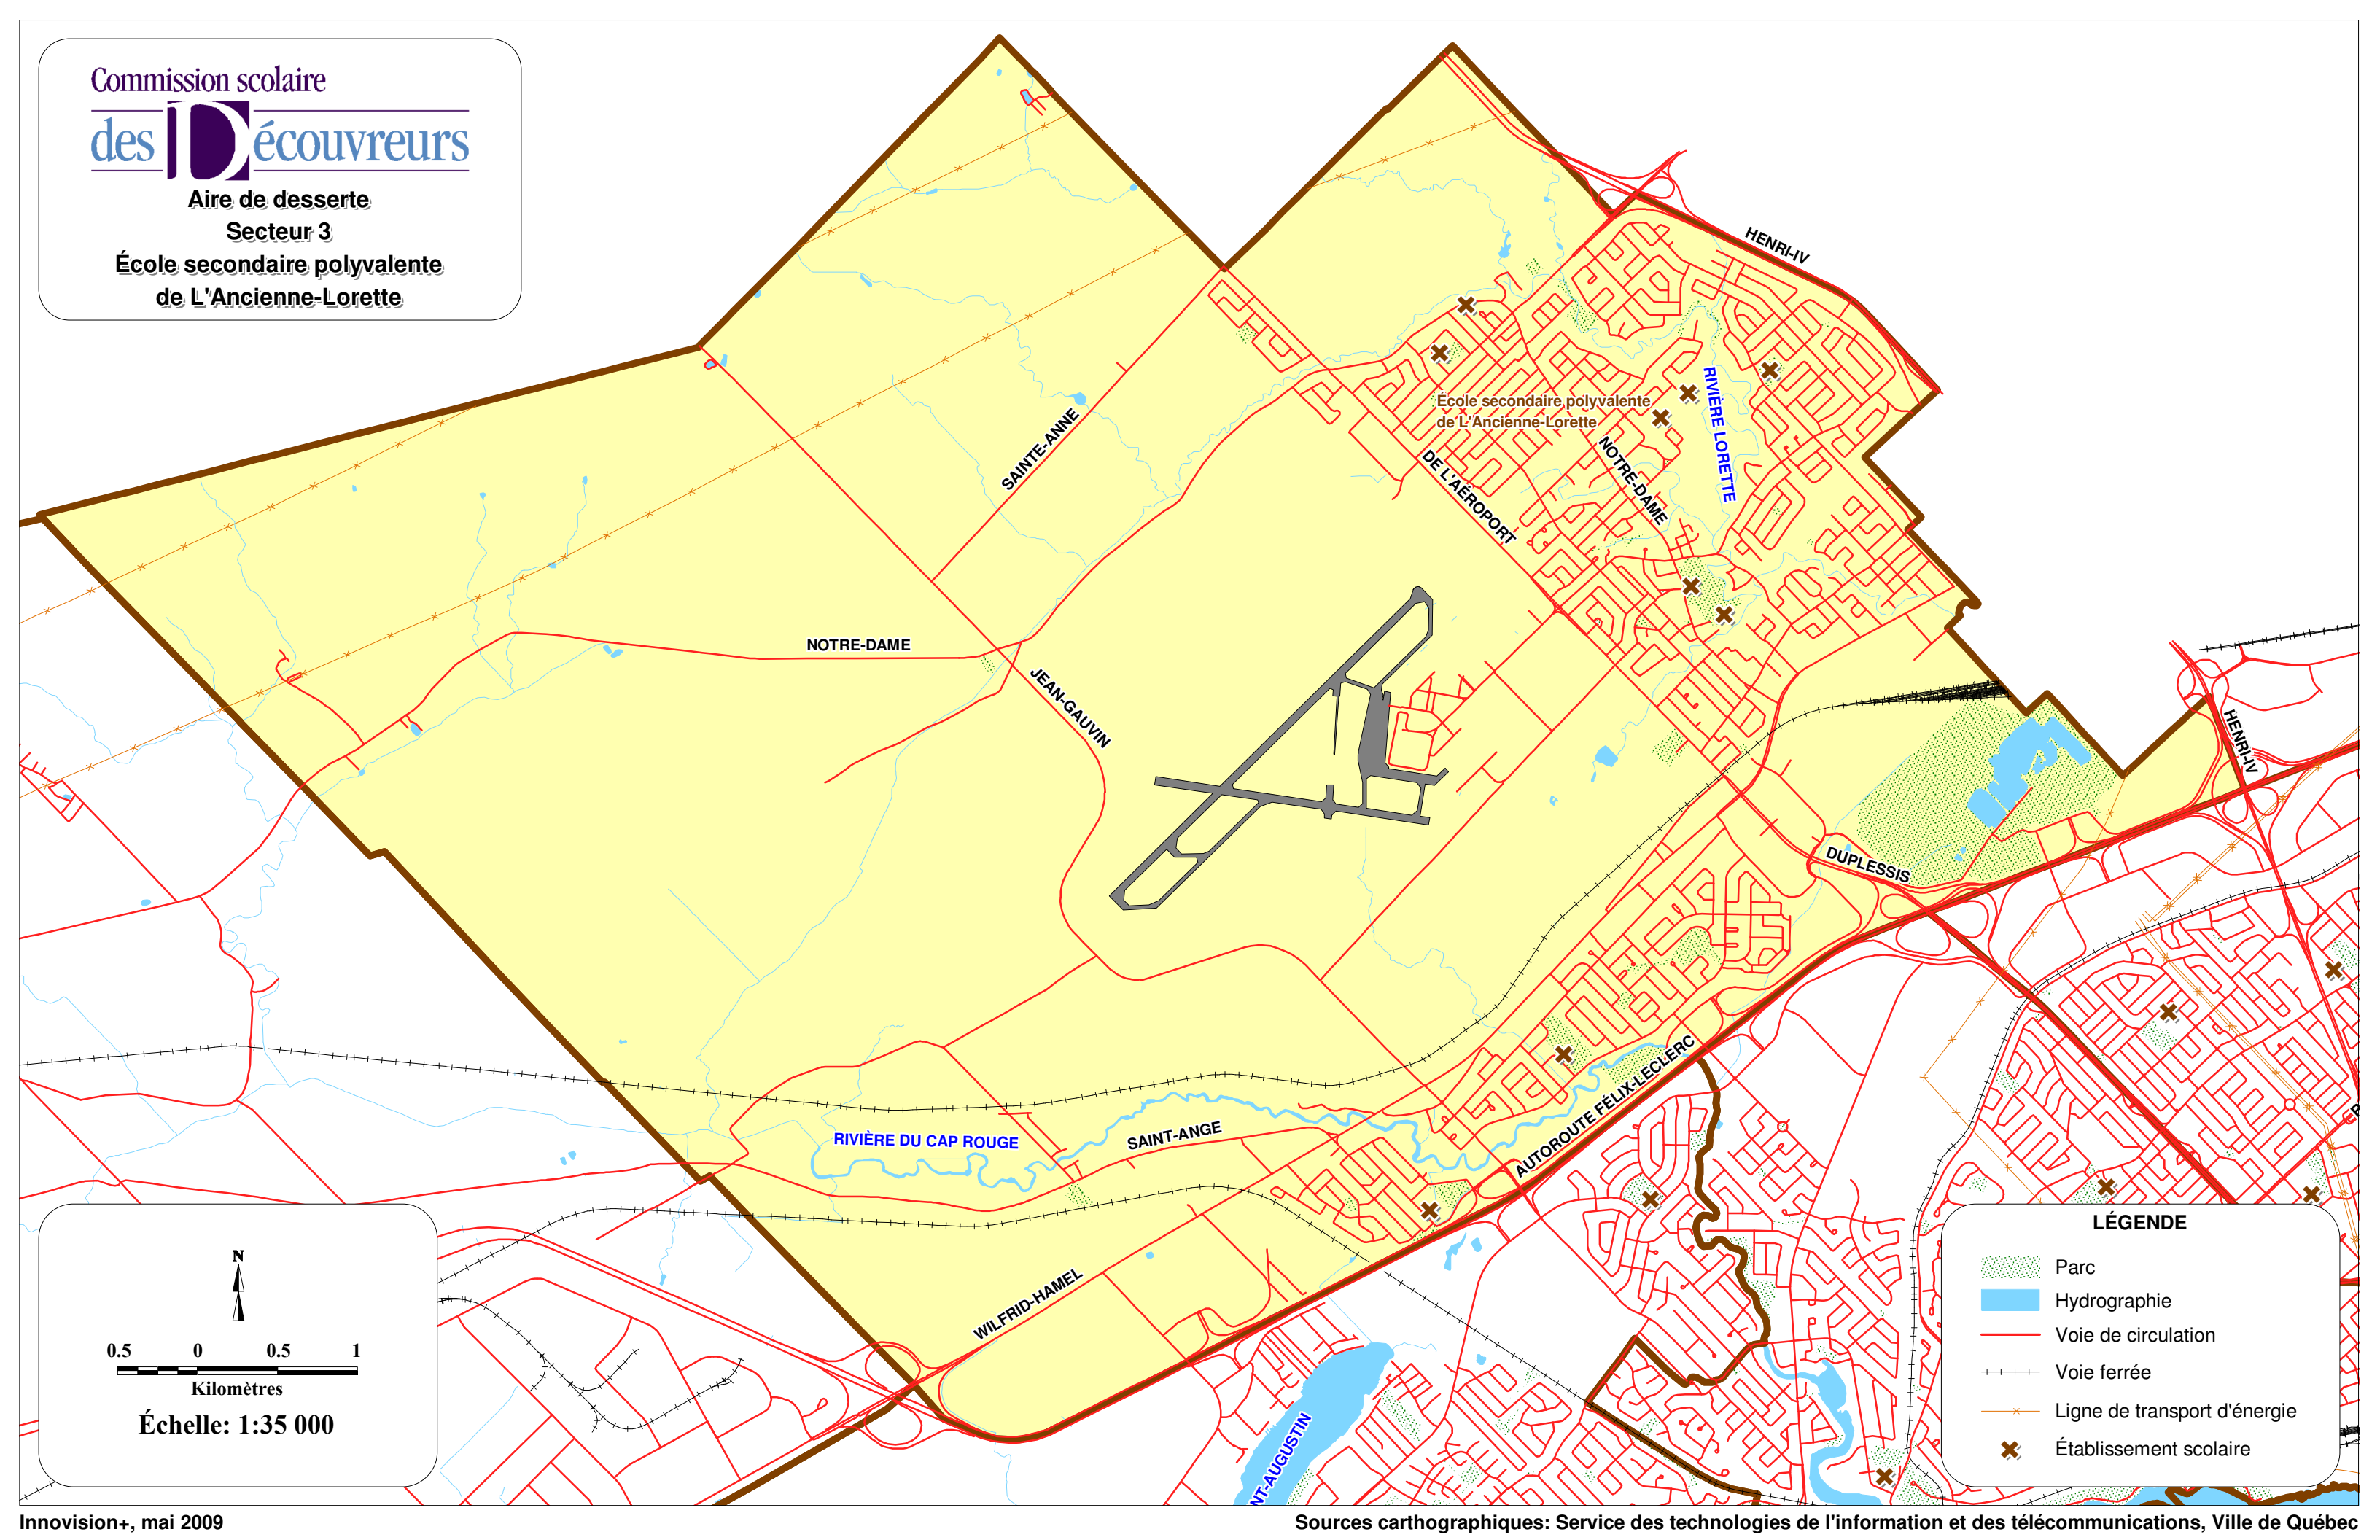 Commission scolaire
des Découvreurs
Aire de desserte
Secteur 3
École secondaire polyvalente
de L'Ancienne-Lorette
HENRI-IV
École secondaire polyvalente
de L'Ancienne-Lorette
RIVIÈRE LORETTE
SAINTE-ANNE
DE L'AÉROPORT
NOTRE-DAME
NOTRE-DAME
JEAN-GAUVIN
HENRI-IV
DUPLESSIS
AUTOROUTE FÉLIX-LECLERC
RIVIÈRE DU CAP ROUGE
SAINT-ANGE
WILFRID-HAMEL
NT-AUGUSTIN
N
0.5 0 0.5 1
Kilomètres
Échelle: 1:35 000
LÉGENDE
Parc
Hydrographie
Voie de circulation
Voie ferrée
Ligne de transport d'énergie
Établissement scolaire
Innovision+, mai 2009
Sources carthographiques: Service des technologies de l'information et des télécommunications, Ville de Québec